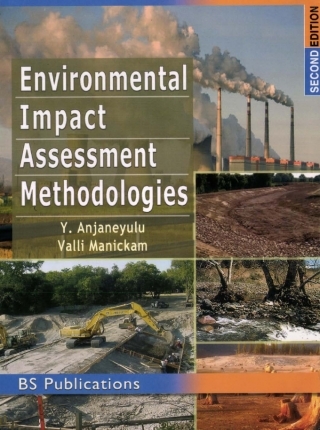 SECOND EDITION
Environmental
Impact
Assessment
Methodologies
Y. Anjaneyulu
Valli Manickam
BS Publications